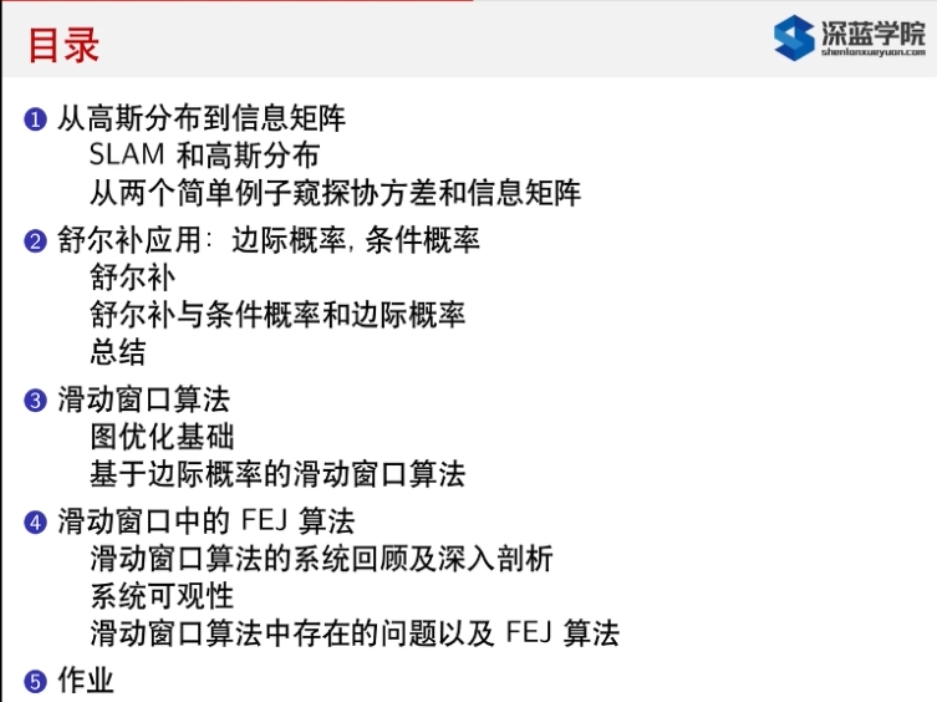 目录
深蓝学院
shenlanxueyuan.com
1 从高斯分布到信息矩阵
SLAM 和高斯分布
从两个简单例子窥探协方差和信息矩阵
2 舒尔补应用: 边际概率, 条件概率
舒尔补
舒尔补与条件概率和边际概率
总结
3 滑动窗口算法
图优化基础
基于边际概率的滑动窗口算法
4 滑动窗口中的 FEJ 算法
滑动窗口算法的系统回顾及深入剖析
系统可观性
滑动窗口算法中存在的问题以及 FEJ 算法
5 作业